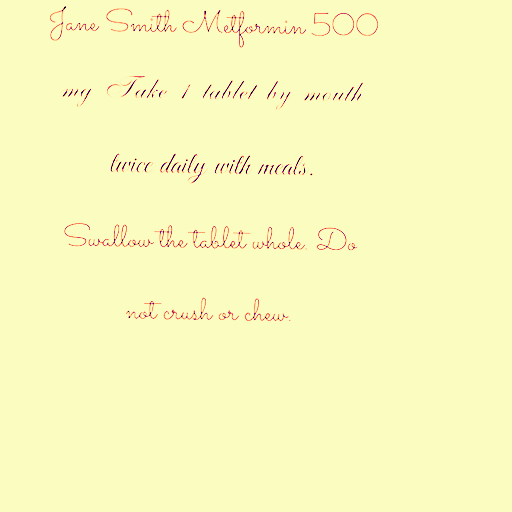 Jane Smith Metformin 500
mg Take 1 tablet by mouth
twice daily with meals.
Swallow the tablet whole. Do
not crush or chew.